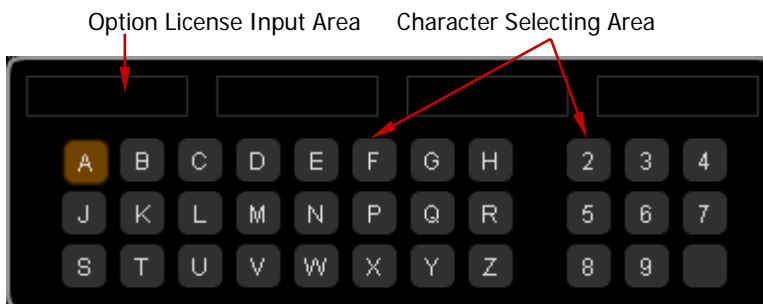 Option License Input Area Character Selecting Area
A B C D E F G H 2 3 4
J K L M N P Q R 5 6 7
S T U V W X Y Z 8 9